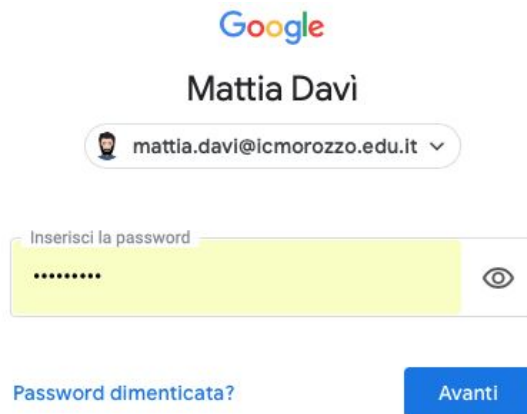 Google
Mattia Davì
mattia.davi@icmorozzo.edu.it
Inserisci la password
•••••••••
Password dimenticata?
Avanti